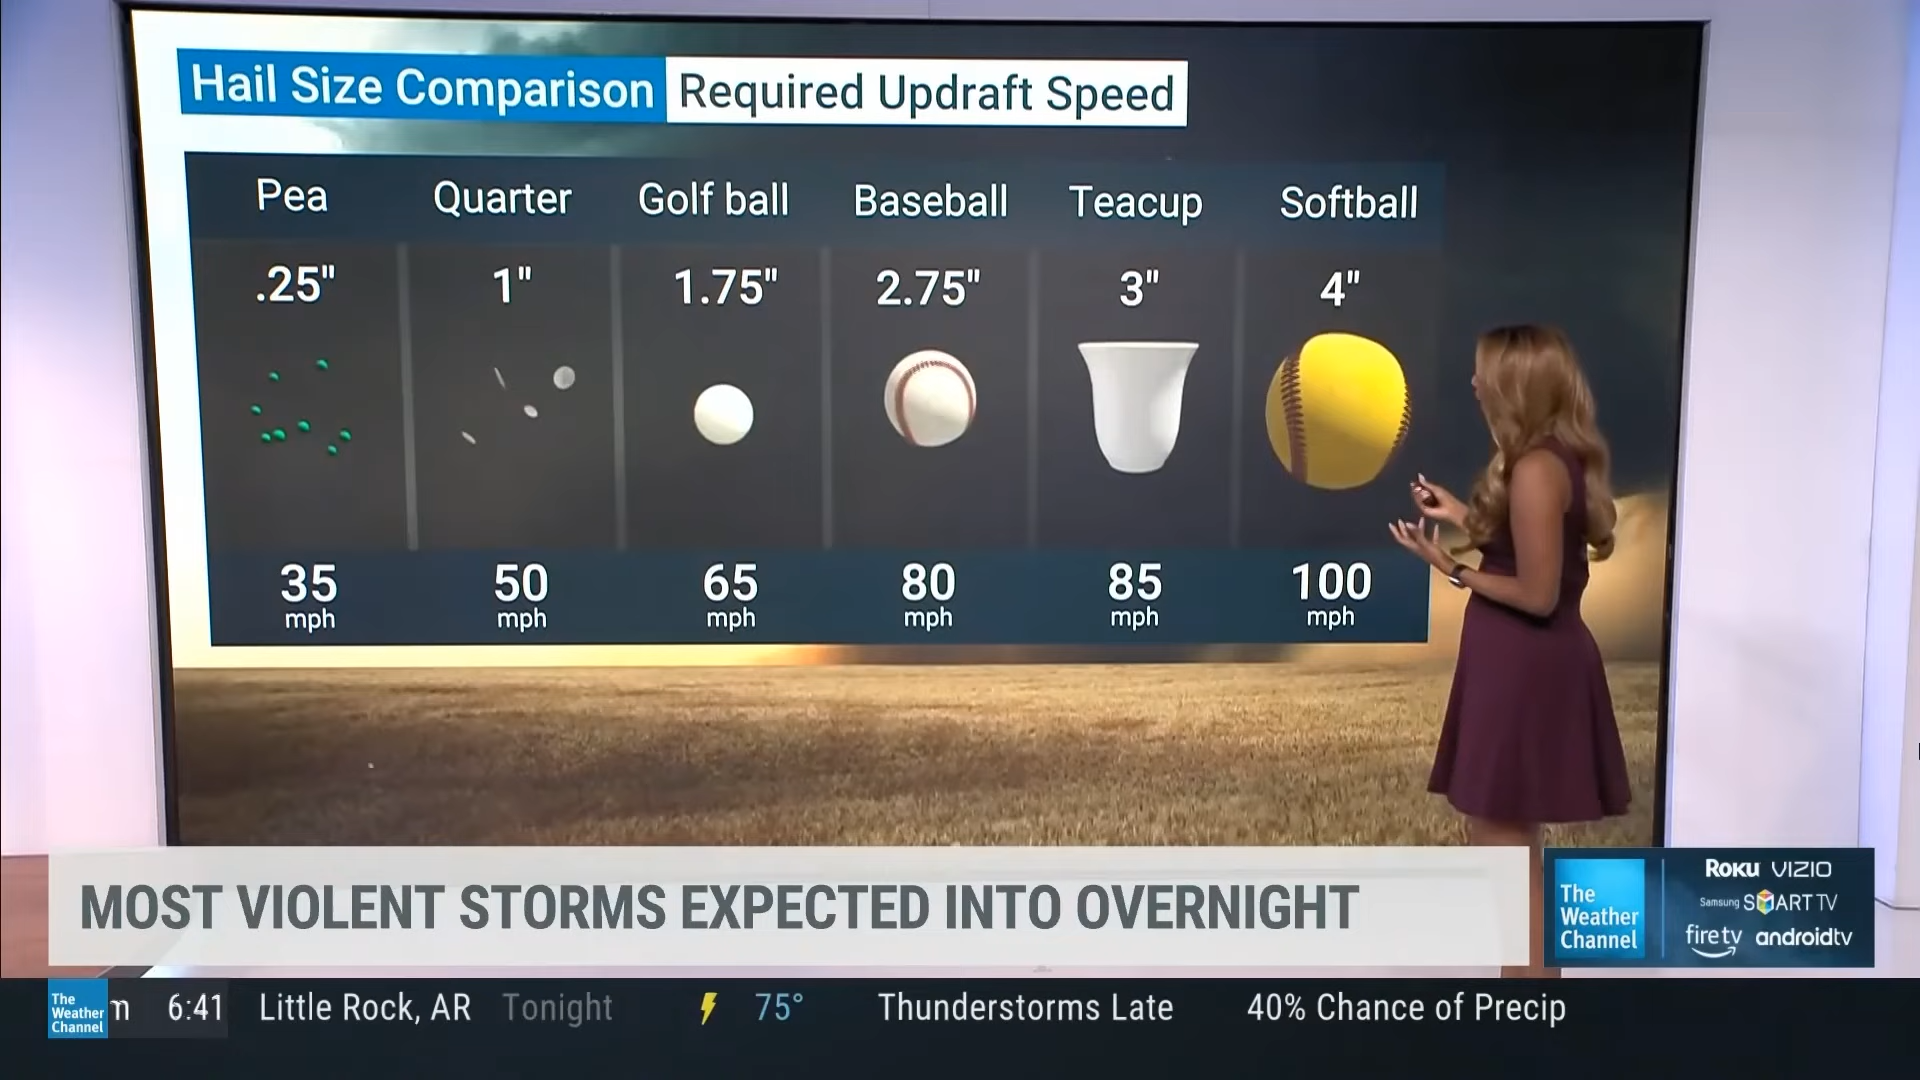 Hail Size Comparison Required Updraft Speed
Pea Quarter Golf ball Baseball Teacup Softball
.25" 1" 1.75" 2.75" 3" 4"
35 50 65 80 85 100
mph mph mph mph mph mph
MOST VIOLENT STORMS EXPECTED INTO OVERNIGHT
The
Weather
Channel
Roku VIZIO
Samsung SMART TV
firetv androidtv
The
Weather
Channel
m 6:41 Little Rock, AR Tonight 75° Thunderstorms Late 40% Chance of Precip